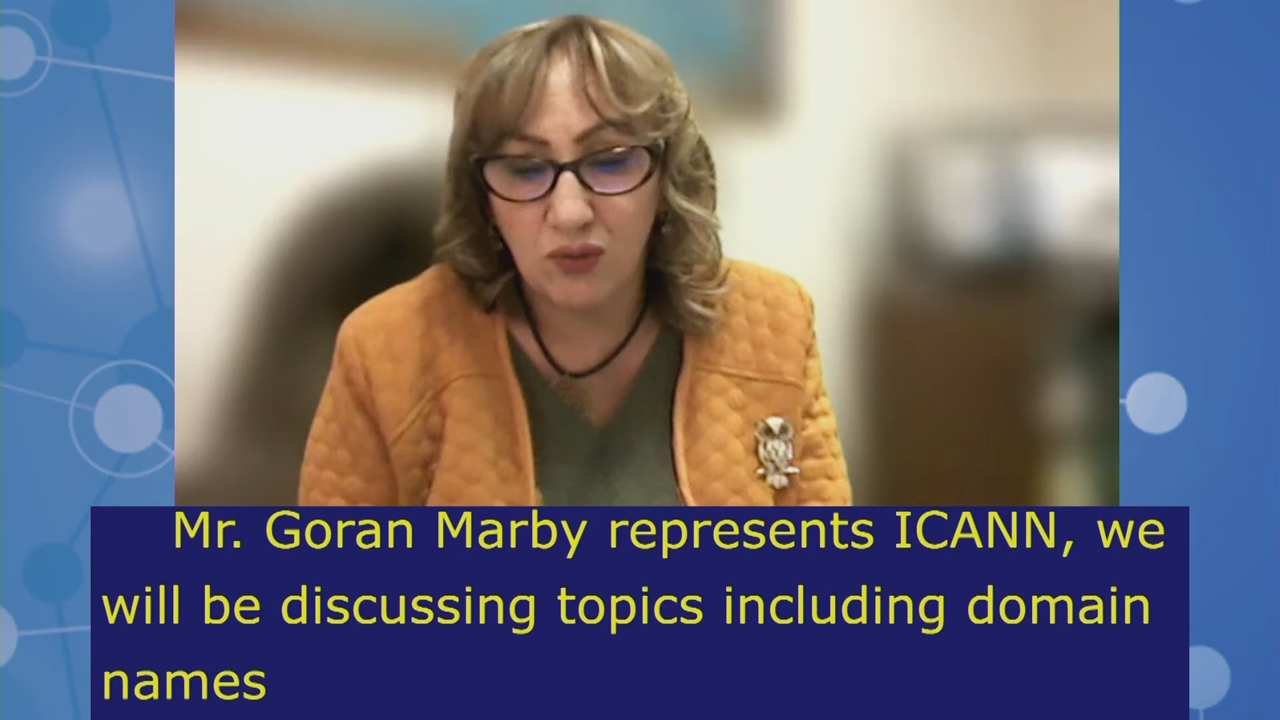 Mr. Goran Marby represents ICANN, we
will be discussing topics including domain
names